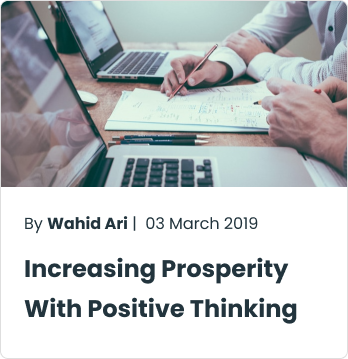 By Wahid Ari | 03 March 2019
Increasing Prosperity
With Positive Thinking